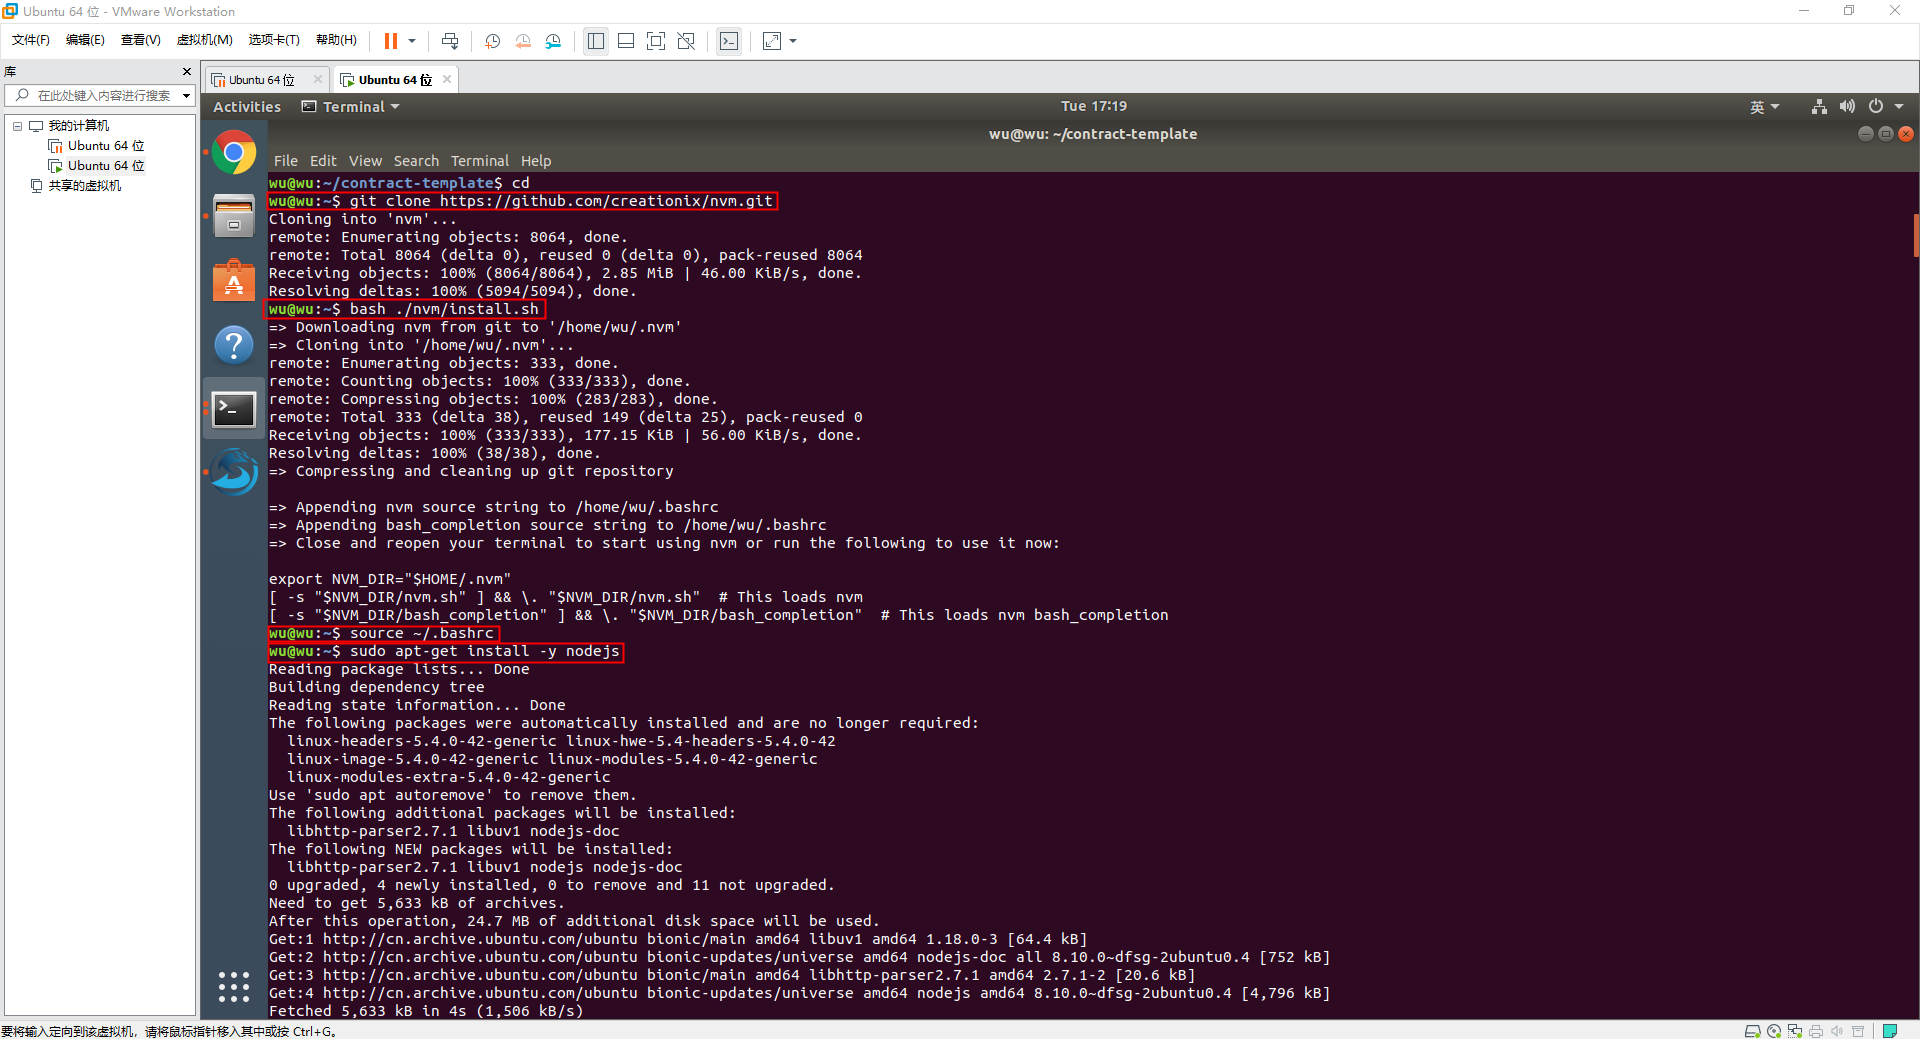 Ubuntu 64 位 - VMware Workstation
文件(F) 编辑(E) 查看(V) 虚拟机(M) 选项卡(T) 帮助(H)
库
在此处键入内容进行搜索
我的计算机
Ubuntu 64 位
Ubuntu 64 位
共享的虚拟机
Ubuntu 64 位
Ubuntu 64 位
Activities Terminal Tue 17:19 英
wu@wu: ~/contract-template
File Edit View Search Terminal Help
wu@wu:~/contract-template$ cd
wu@wu:~$ git clone https://github.com/creationix/nvm.git
Cloning into 'nvm'...
remote: Enumerating objects: 8064, done.
remote: Total 8064 (delta 0), reused 0 (delta 0), pack-reused 8064
Receiving objects: 100% (8064/8064), 2.85 MiB | 46.00 KiB/s, done.
Resolving deltas: 100% (5094/5094), done.
wu@wu:~$ bash ./nvm/install.sh
=> Downloading nvm from git to '/home/wu/.nvm'
=> Cloning into '/home/wu/.nvm'...
remote: Enumerating objects: 333, done.
remote: Counting objects: 100% (333/333), done.
remote: Compressing objects: 100% (283/283), done.
remote: Total 333 (delta 38), reused 149 (delta 25), pack-reused 0
Receiving objects: 100% (333/333), 177.15 KiB | 56.00 KiB/s, done.
Resolving deltas: 100% (38/38), done.
=> Compressing and cleaning up git repository
=> Appending nvm source string to /home/wu/.bashrc
=> Appending bash_completion source string to /home/wu/.bashrc
=> Close and reopen your terminal to start using nvm or run the following to use it now:
export NVM_DIR="$HOME/.nvm"
[ -s "$NVM_DIR/nvm.sh" ] && \. "$NVM_DIR/nvm.sh"  # This loads nvm
[ -s "$NVM_DIR/bash_completion" ] && \. "$NVM_DIR/bash_completion"  # This loads nvm bash_completion
wu@wu:~$ source ~/.bashrc
wu@wu:~$ sudo apt-get install -y nodejs
Reading package lists... Done
Building dependency tree
Reading state information... Done
The following packages were automatically installed and are no longer required:
linux-headers-5.4.0-42-generic linux-hwe-5.4-headers-5.4.0-42
linux-image-5.4.0-42-generic linux-modules-5.4.0-42-generic
linux-modules-extra-5.4.0-42-generic
Use 'sudo apt autoremove' to remove them.
The following additional packages will be installed:
libhttp-parser2.7.1 libuv1 nodejs-doc
The following NEW packages will be installed:
libhttp-parser2.7.1 libuv1 nodejs nodejs-doc
0 upgraded, 4 newly installed, 0 to remove and 11 not upgraded.
Need to get 5,633 kB of archives.
After this operation, 24.7 MB of additional disk space will be used.
Get:1 http://cn.archive.ubuntu.com/ubuntu bionic/main amd64 libuv1 amd64 1.18.0-3 [64.4 kB]
Get:2 http://cn.archive.ubuntu.com/ubuntu bionic-updates/universe amd64 nodejs-doc all 8.10.0~dfsg-2ubuntu0.4 [752 kB]
Get:3 http://cn.archive.ubuntu.com/ubuntu bionic/main amd64 libhttp-parser2.7.1 amd64 2.7.1-2 [20.6 kB]
Get:4 http://cn.archive.ubuntu.com/ubuntu bionic-updates/universe amd64 nodejs amd64 8.10.0~dfsg-2ubuntu0.4 [4,796 kB]
Fetched 5,633 kB in 4s (1,506 kB/s)
要将输入定向到该虚拟机，请将鼠标指针移入其中或按 Ctrl+G。